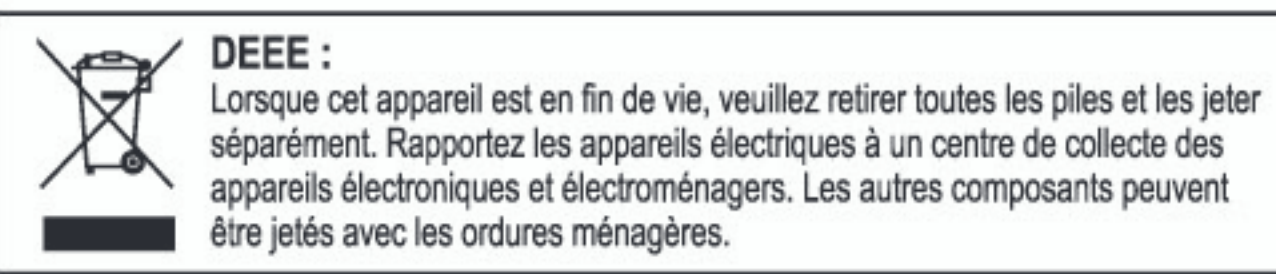 DEEE :
Lorsque cet appareil est en fin de vie, veuillez retirer toutes les piles et les jeter
séparément. Rapportez les appareils électriques à un centre de collecte des
appareils électroniques et électroménagers. Les autres composants peuvent
être jetés avec les ordures ménagères.